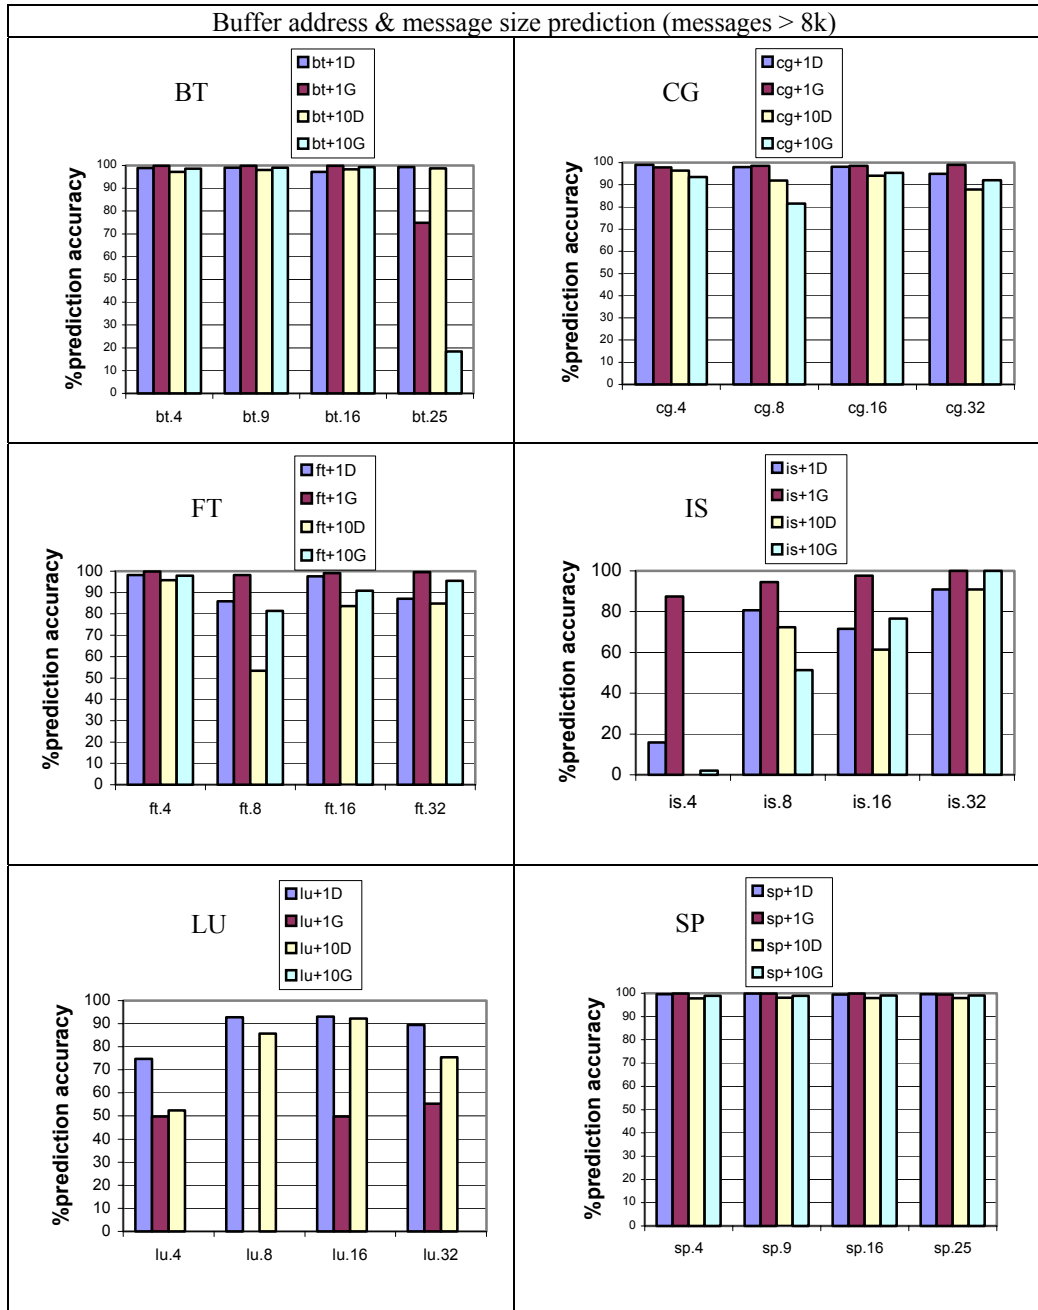 Buffer address & message size prediction (messages > 8k)
BT
bt+1D
bt+1G
bt+10D
bt+10G
%prediction accuracy
100
90
80
70
60
50
40
30
20
10
0
bt.4 bt.9 bt.16 bt.25
CG
cg+1D
cg+1G
cg+10D
cg+10G
%prediction accuracy
100
90
80
70
60
50
40
30
20
10
0
cg.4 cg.8 cg.16 cg.32
FT
ft+1D
ft+1G
ft+10D
ft+10G
%prediction accuracy
100
90
80
70
60
50
40
30
20
10
0
ft.4 ft.8 ft.16 ft.32
IS
is+1D
is+1G
is+10D
is+10G
%prediction accuracy
100
80
60
40
20
0
is.4 is.8 is.16 is.32
LU
lu+1D
lu+1G
lu+10D
lu+10G
%prediction accuracy
100
90
80
70
60
50
40
30
20
10
0
lu.4 lu.8 lu.16 lu.32
SP
sp+1D
sp+1G
sp+10D
sp+10G
%prediction accuracy
100
90
80
70
60
50
40
30
20
10
0
sp.4 sp.9 sp.16 sp.25